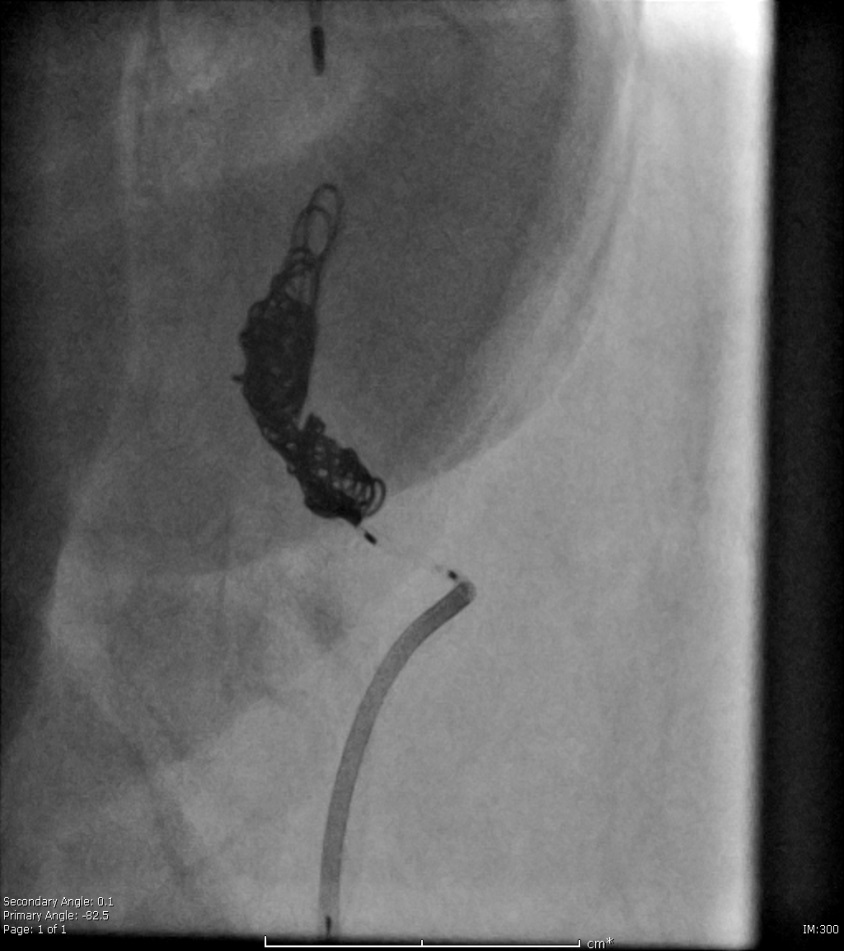 Secondary Angle: 0.1
Primary Angle: -82.5
Page: 1 of 1
IM:300
cm*